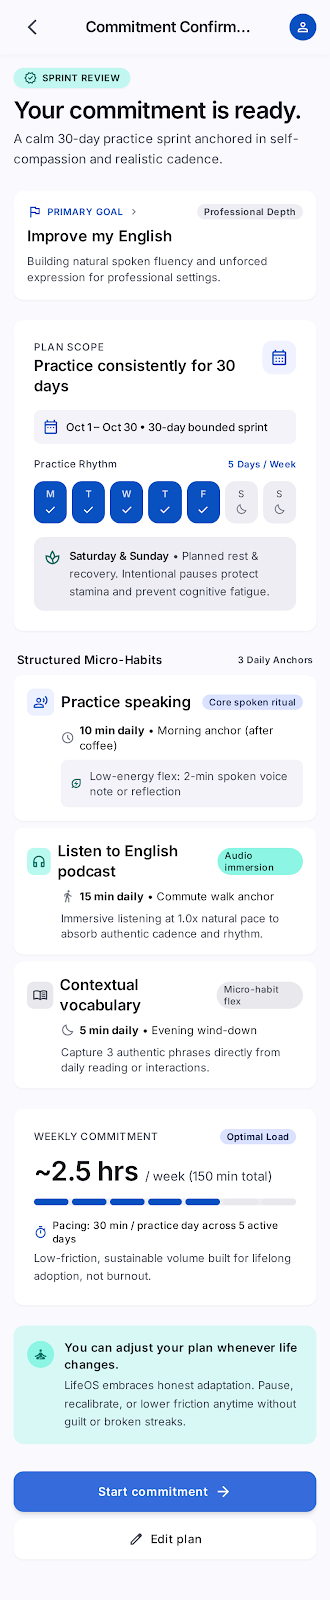 Commitment Confirm...
SPRINT REVIEW
Your commitment is ready.
A calm 30-day practice sprint anchored in self-
compassion and realistic cadence.
PRIMARY GOAL
Professional Depth
Improve my English
Building natural spoken fluency and unforced
expression for professional settings.
PLAN SCOPE
Practice consistently for 30
days
Oct 1 – Oct 30 • 30-day bounded sprint
Practice Rhythm
5 Days / Week
M T W T F S S
Saturday & Sunday • Planned rest &
recovery. Intentional pauses protect
stamina and prevent cognitive fatigue.
Structured Micro-Habits
3 Daily Anchors
Practice speaking
Core spoken ritual
10 min daily • Morning anchor (after
coffee)
Low-energy flex: 2-min spoken voice
note or reflection
Listen to English
podcast
Audio
immersion
15 min daily • Commute walk anchor
Immersive listening at 1.0x natural pace to
absorb authentic cadence and rhythm.
Contextual
vocabulary
Micro-habit
flex
5 min daily • Evening wind-down
Capture 3 authentic phrases directly from
daily reading or interactions.
WEEKLY COMMITMENT
Optimal Load
~2.5 hrs / week (150 min total)
Pacing: 30 min / practice day across 5 active
days
Low-friction, sustainable volume built for lifelong
adoption, not burnout.
You can adjust your plan whenever life
changes.
LifeOS embraces honest adaptation. Pause,
recalibrate, or lower friction anytime without
guilt or broken streaks.
Start commitment
Edit plan